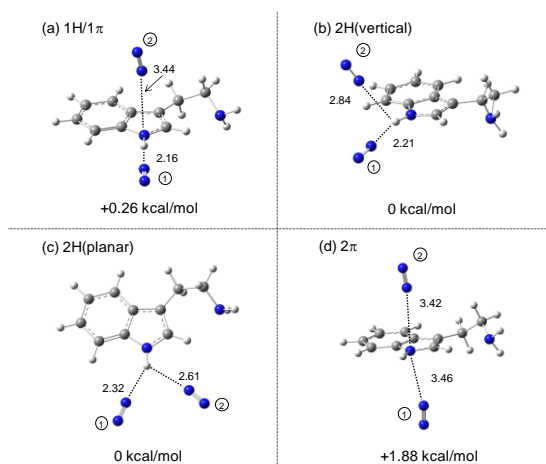 (a) 1H/1π
②
3.44
2.16
①
+0.26 kcal/mol
(b) 2H(vertical)
②
2.84
2.21
①
0 kcal/mol
(c) 2H(planar)
2.32
2.61
①
②
0 kcal/mol
(d) 2π
②
3.42
3.46
①
+1.88 kcal/mol